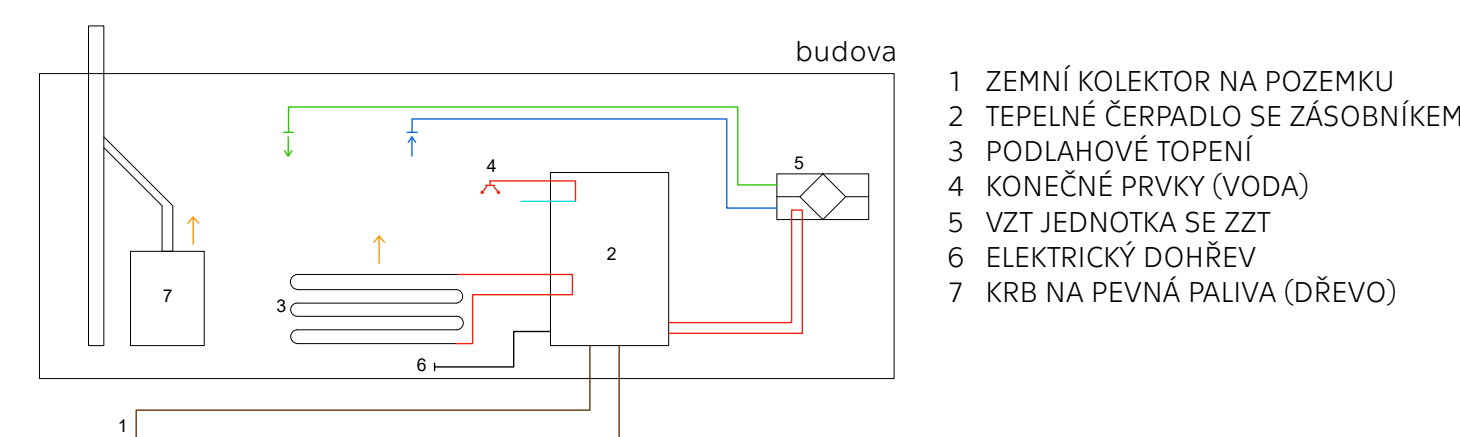 budova
1 ZEMNÍ KOLEKTOR NA POZEMKU
2 TEPELNÉ ČERPADLO SE ZÁSOBNÍKEM
3 PODLAHOVÉ TOPENÍ
4 KONEČNÉ PRVKY (VODA)
5 VZT JEDNOTKA SE ZZT
6 ELEKTRICKÝ DOHŘEV
7 KRB NA PEVNÁ PALIVA (DŘEVO)
4
5
2
7
3
6
1